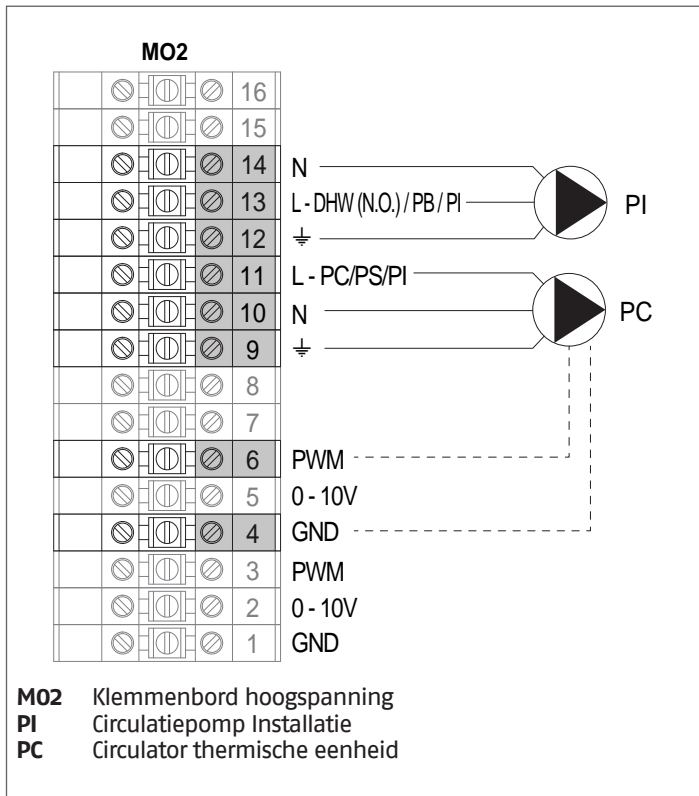 MO2
16
15
14 N
13 L - DHW (N.O.) / PB / PI PI
12
11 L - PC/PS/PI
10 N PC
9
8
7
6 PWM
5 0 - 10V
4 GND
3 PWM
2 0 - 10V
1 GND
MO2 Klemmenbord hoogspanning
PI Circulatiepomp Installatie
PC Circulator thermische eenheid